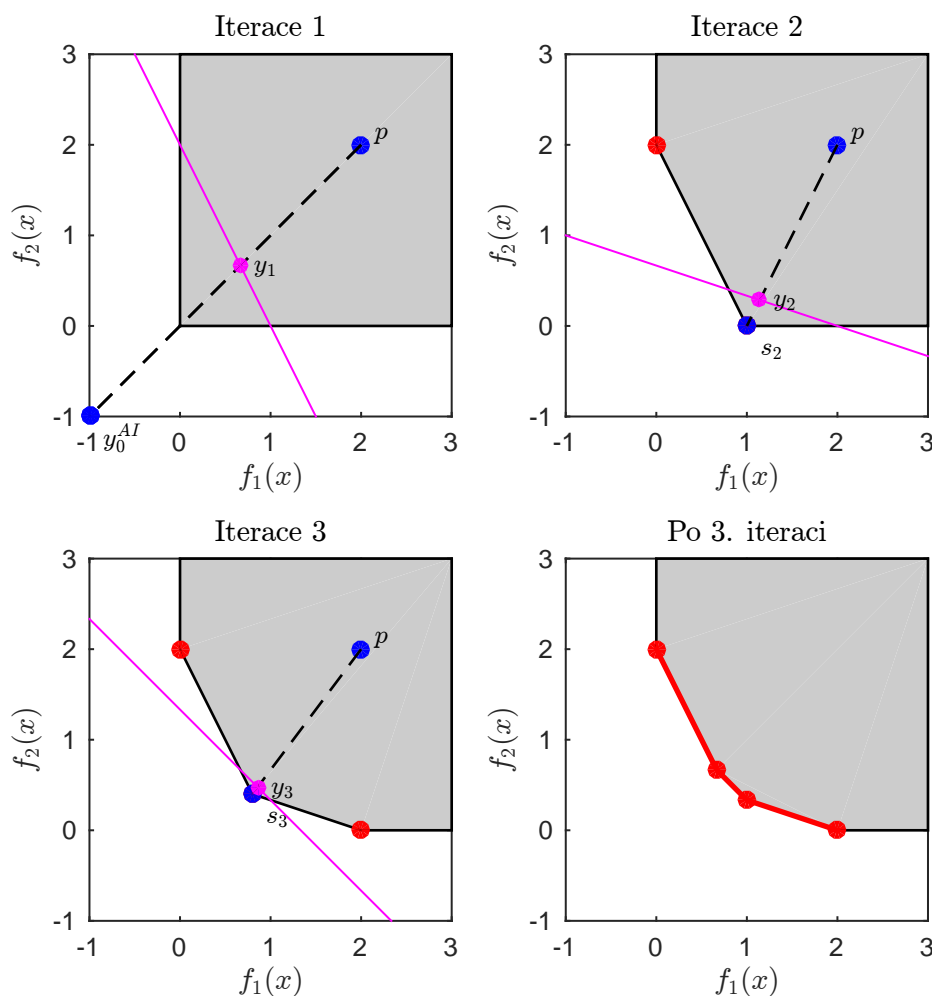 Iterace 1
3
2
1
0
-1
-1 0 1 2 3
f_2(x)
f_1(x)
p
y_1
y_0^{AI}
Iterace 2
3
2
1
0
-1
-1 0 1 2 3
f_2(x)
f_1(x)
p
y_2
s_2
Iterace 3
3
2
1
0
-1
-1 0 1 2 3
f_2(x)
f_1(x)
p
y_3
s_3
Po 3. iteraci
3
2
1
0
-1
-1 0 1 2 3
f_2(x)
f_1(x)